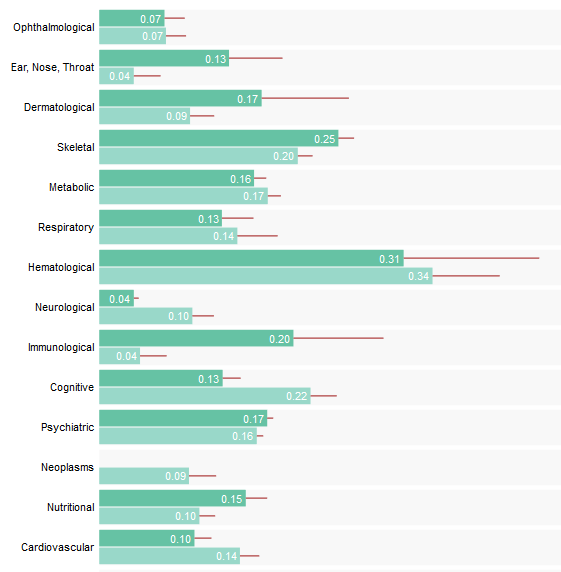 Ophthalmological 0.07
0.07
Ear, Nose, Throat 0.13
0.04
Dermatological 0.17
0.09
Skeletal 0.25
0.20
Metabolic 0.16
0.17
Respiratory 0.13
0.14
Hematological 0.31
0.34
Neurological 0.04
0.10
Immunological 0.20
0.04
Cognitive 0.13
0.22
Psychiatric 0.17
0.16
Neoplasms
0.09
Nutritional 0.15
0.10
Cardiovascular 0.10
0.14